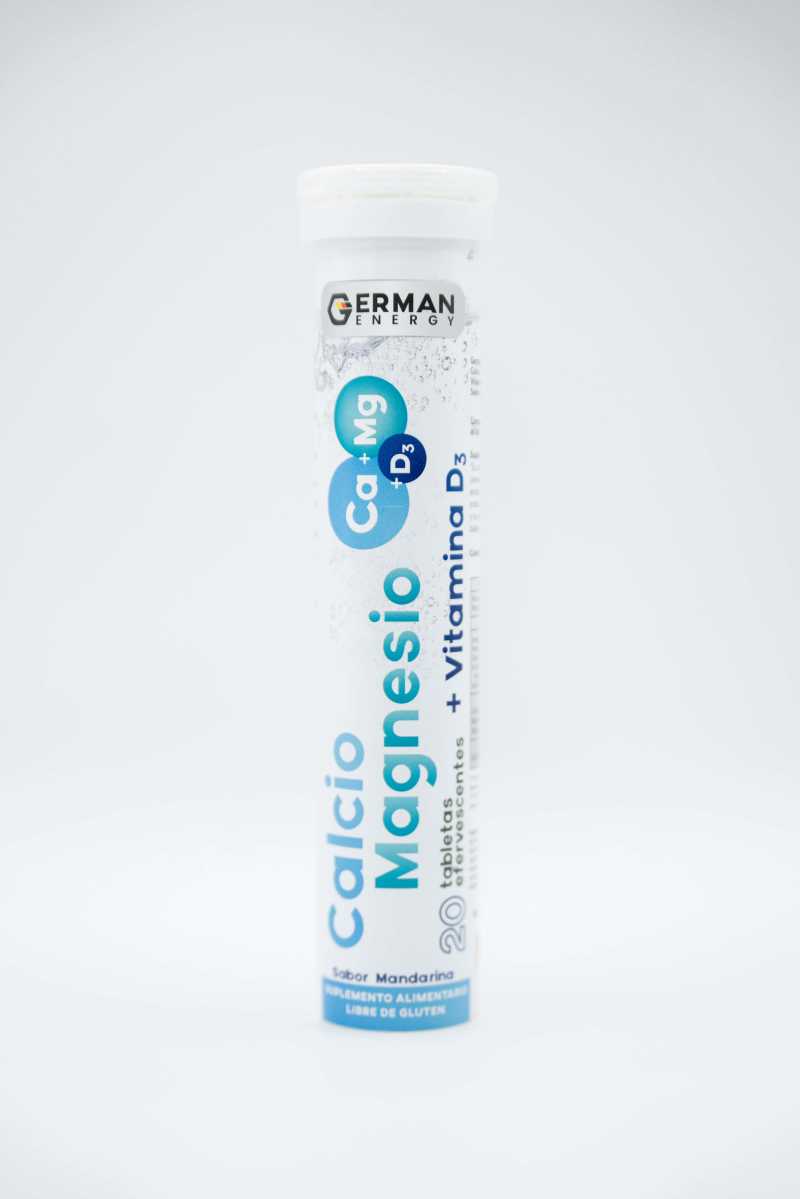 GERMAN
ENERGY
Ca + Mg
+ D₃
Calcio
Magnesio
+ Vitamina D₃
20 tabletas
efervescentes
Sabor Mandarina
SUPLEMENTO ALIMENTARIO
LIBRE DE GLUTEN